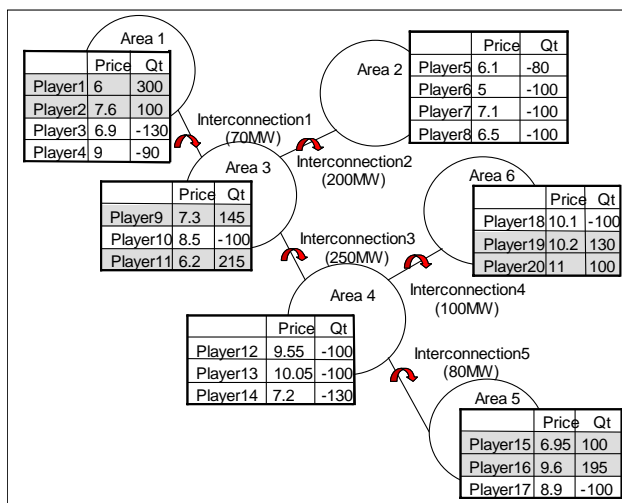 Area 1
Price Qt
Player1 6 300
Player2 7.6 100
Player3 6.9 -130
Player4 9 -90
Area 2
Price Qt
Player5 6.1 -80
Player6 5 -100
Player7 7.1 -100
Player8 6.5 -100
Interconnection1
(70MW)
Interconnection2
(200MW)
Area 3
Price Qt
Player9 7.3 145
Player10 8.5 -100
Player11 6.2 215
Area 6
Price Qt
Player18 10.1 -100
Player19 10.2 130
Player20 11 100
Interconnection3
(250MW)
Interconnection4
(100MW)
Area 4
Price Qt
Player12 9.55 -100
Player13 10.05 -100
Player14 7.2 -130
Interconnection5
(80MW)
Area 5
Price Qt
Player15 6.95 100
Player16 9.6 195
Player17 8.9 -100